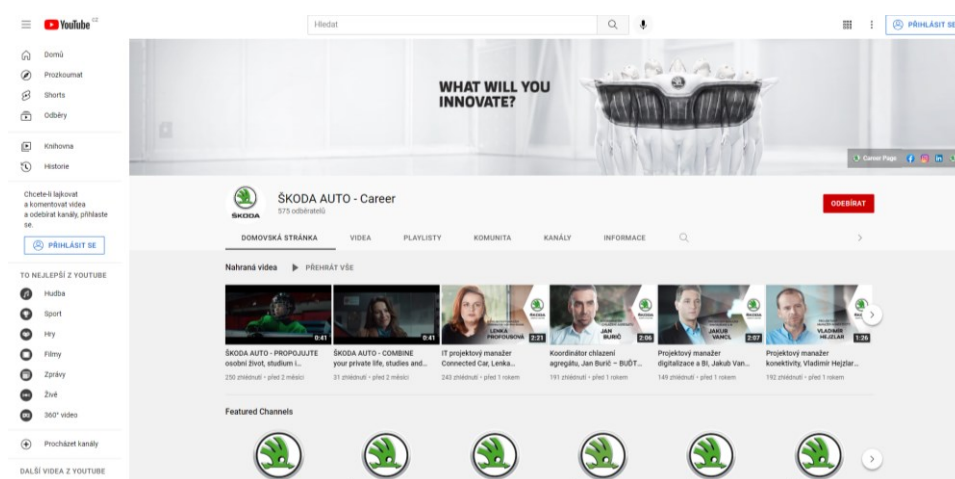 YouTube CZ
Hledat
PŘIHLÁSIT SE
Domů
Prozkoumat
Shorts
Odběry
Knihovna
Historie
Chcete-li lajkovat
a komentovat videa
a odebírat kanály, přihlaste
se.
PŘIHLÁSIT SE
TO NEJLEPŠÍ Z YOUTUBE
Hudba
Sport
Hry
Filmy
Zprávy
Živě
360° video
Procházet kanály
DALŠÍ VIDEA Z YOUTUBE
WHAT WILL YOU
INNOVATE?
Career Page
ŠKODA
ŠKODA AUTO - Career
575 odběratelů
ODEBÍRAT
DOMOVSKÁ STRÁNKA VIDEA PLAYLISTY KOMUNITA KANÁLY INFORMACE
Nahraná videa PŘEHRÁT VŠE
0:41
ŠKODA AUTO - PROPOJUJTE
osobní život, studium i...
250 zhlédnutí • před 2 měsíci
0:41
ŠKODA AUTO - COMBINE
your private life, studies and...
31 zhlédnutí • před 2 měsíci
LENKA
PROFOUSOVÁ
2:21
IT projektový manažer
Connected Car, Lenka...
243 zhlédnutí • před 1 rokem
JAN
BURIČ
2:06
Koordinátor chlazení
agregátu, Jan Burič – BUĎT...
191 zhlédnutí • před 1 rokem
JAKUB
VANCL
2:07
Projektový manažer
digitalizace a BI, Jakub Van...
149 zhlédnutí • před 1 rokem
VLADIMÍR
HEJZLAR
1:26
Projektový manažer
konektivity, Vladimír Hejzlar...
192 zhlédnutí • před 1 rokem
Featured Channels